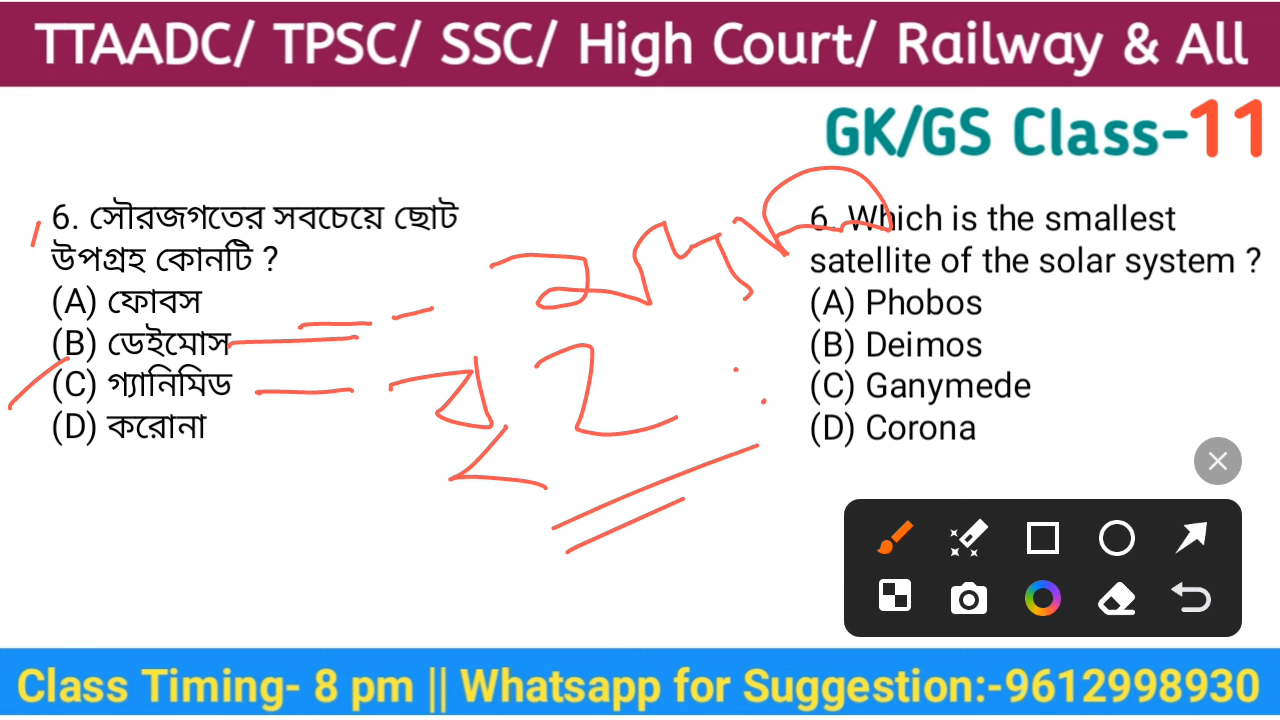 TTAADC/ TPSC/ SSC/ High Court/ Railway & All
GK/GS Class-11
6. সৌরজগতের সবচেয়ে ছোট
উপগ্রহ কোনটি ?
(A) ফোবস
(B) ডেইমোস
(C) গ্যানিমিড
(D) করোনা
6. Which is the smallest
satellite of the solar system ?
(A) Phobos
(B) Deimos
(C) Ganymede
(D) Corona
Class Timing- 8 pm || Whatsapp for Suggestion:-9612998930